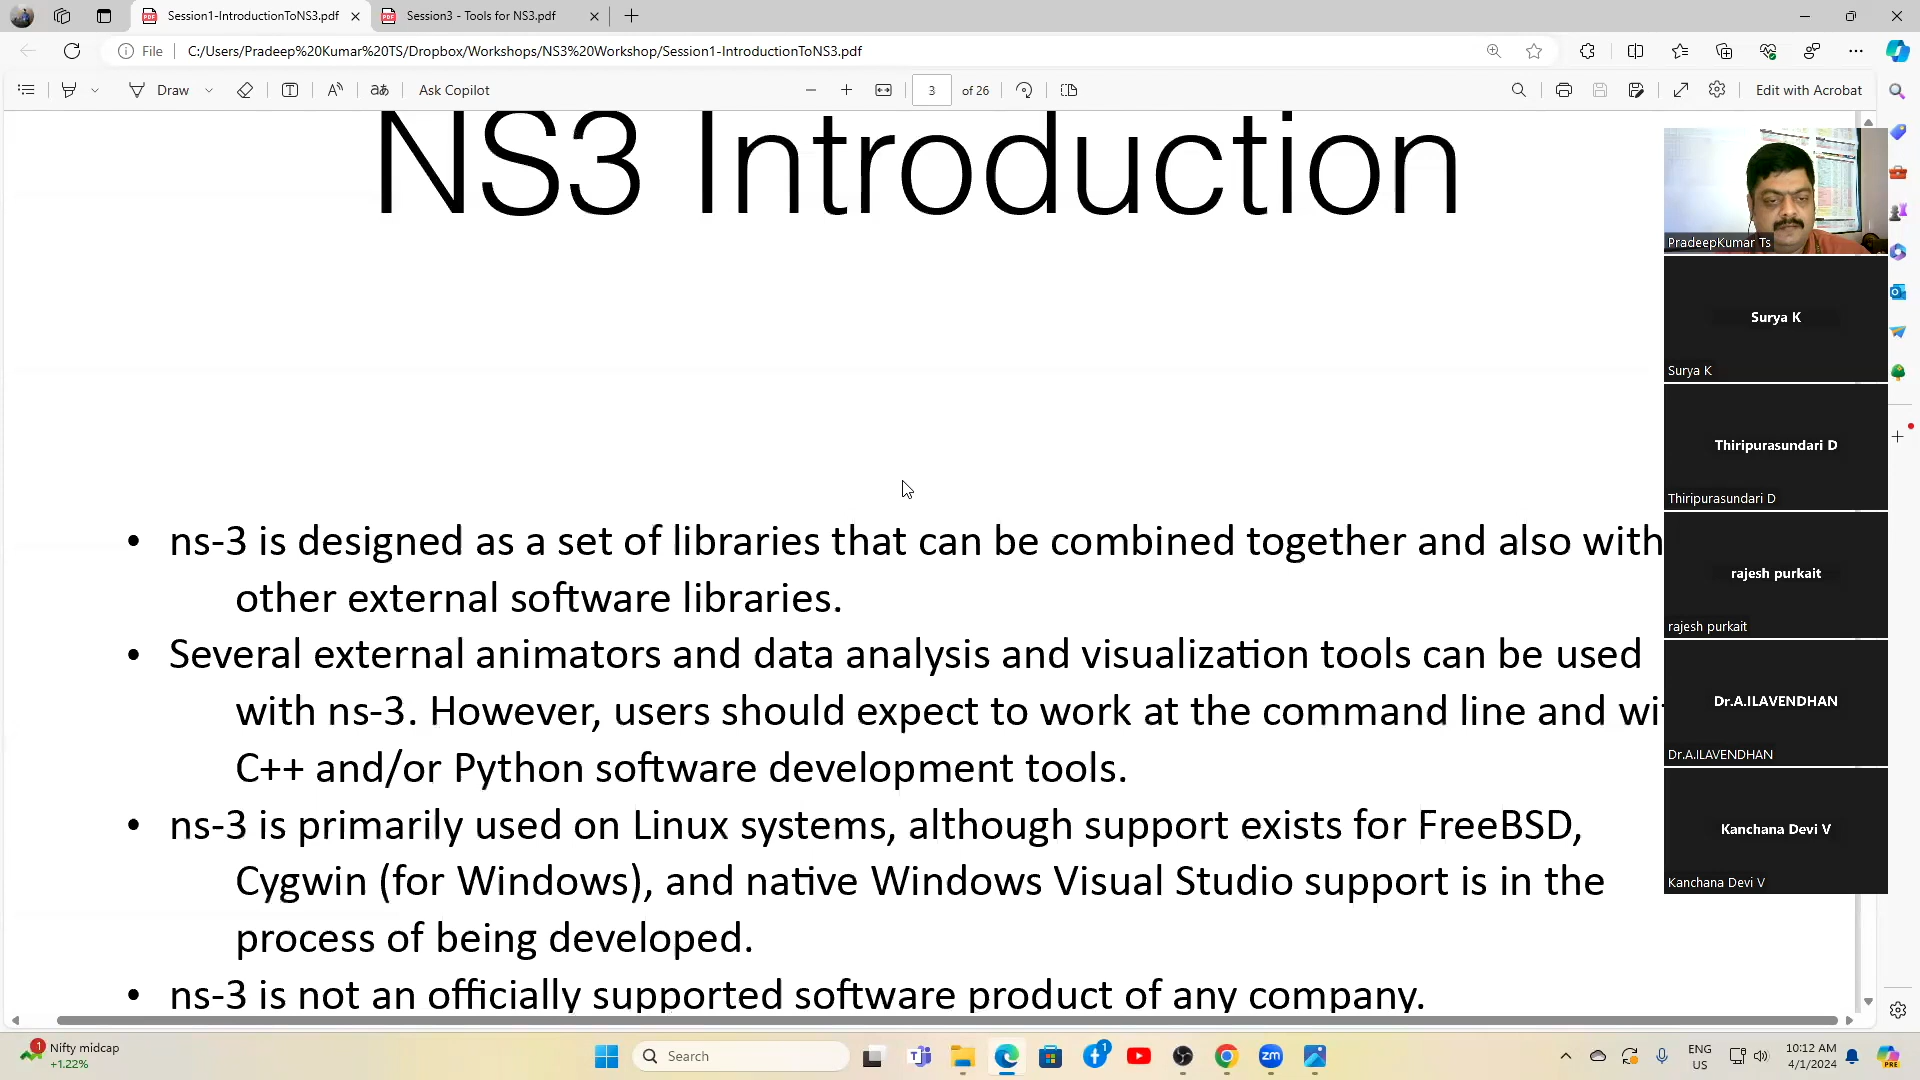 Session1-IntroductionToNS3.pdf
Session3 - Tools for NS3.pdf
File
C:/Users/Pradeep%20Kumar%20TS/Dropbox/Workshops/NS3%20Workshop/Session1-IntroductionToNS3.pdf
Draw
Ask Copilot
3
of 26
Edit with Acrobat
NS3 Introduction
• ns-3 is designed as a set of libraries that can be combined together and also with
other external software libraries.
• Several external animators and data analysis and visualization tools can be used
with ns-3. However, users should expect to work at the command line and wi
C++ and/or Python software development tools.
• ns-3 is primarily used on Linux systems, although support exists for FreeBSD,
Cygwin (for Windows), and native Windows Visual Studio support is in the
process of being developed.
• ns-3 is not an officially supported software product of any company.
PradeepKumar Ts
Surya K
Surya K
Thiripurasundari D
Thiripurasundari D
rajesh purkait
rajesh purkait
Dr.A.ILAVENDHAN
Dr.A.ILAVENDHAN
Kanchana Devi V
Kanchana Devi V
1
Nifty midcap
+1.22%
Search
1
zm
ENG
US
10:12 AM
4/1/2024
PRE